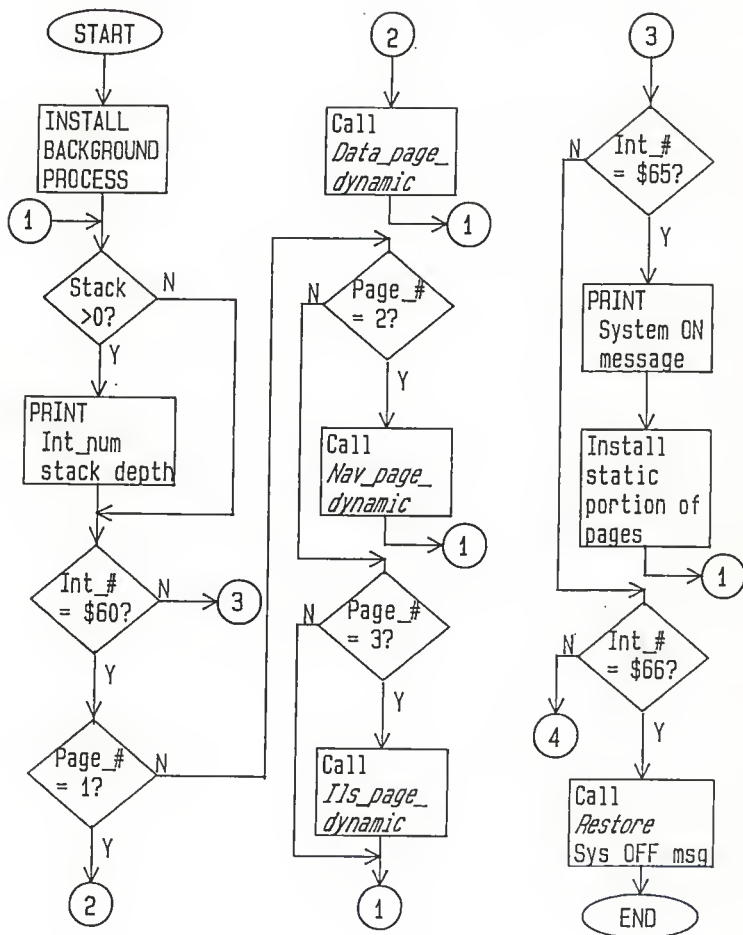 START
INSTALL
BACKGROUND
PROCESS
1
Stack
>0?
N
Y
PRINT
Int_num
stack depth
Int_#
= $60?
N
3
Y
Page_#
= 1?
N
Y
2
2
Call
Data_page_
dynamic
1
Page_#
= 2?
N
Y
Call
Nav_page_
dynamic
1
Page_#
= 3?
N
Y
Call
Ils_page_
dynamic
1
3
Int_#
= $65?
N
Y
PRINT
System ON
message
Install
static
portion of
pages
1
Int_#
= $66?
N
4
Y
Call
Restore
Sys OFF msg
END